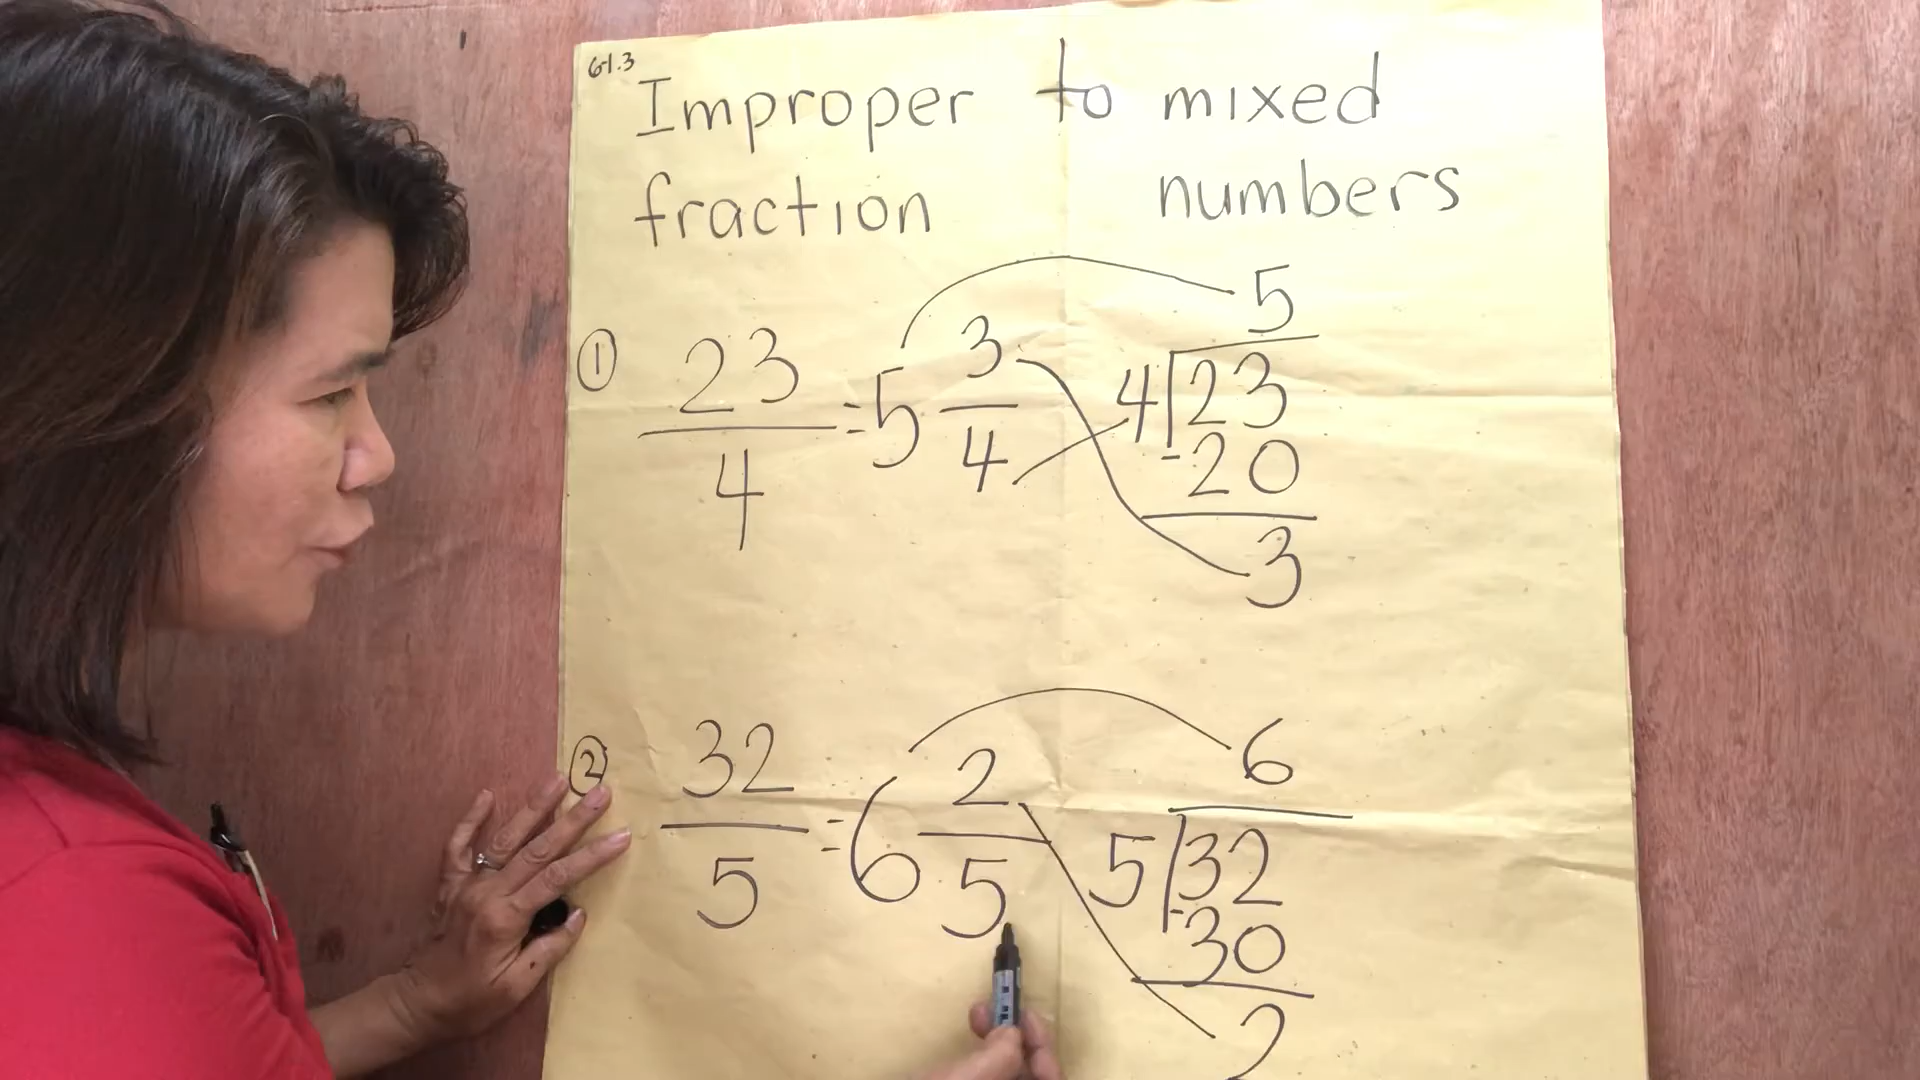 G1.3
Improper to mixed
fraction numbers
① 23/4 = 5 3/4
5
4 23
-20
3
② 32/5 = 6 2/5
6
5 32
-30
2